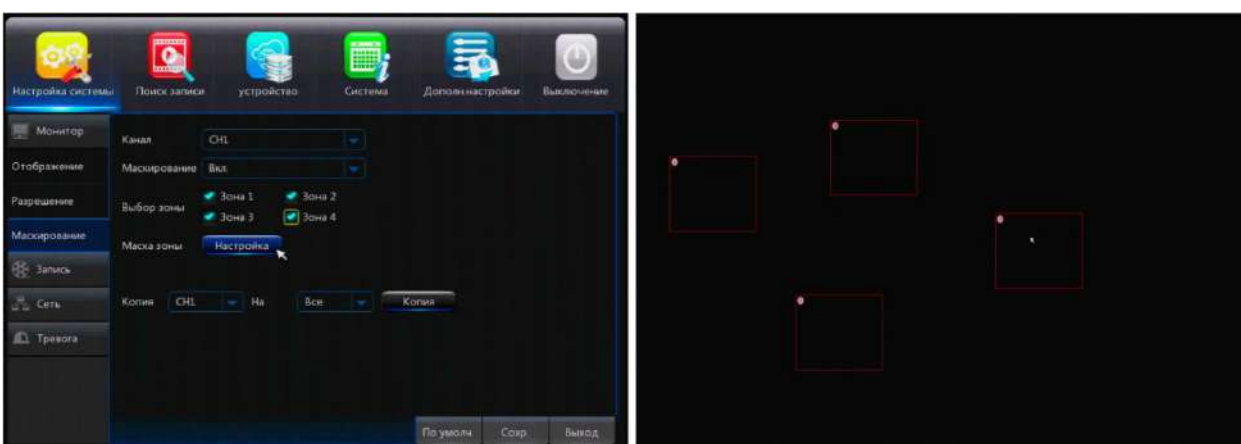 Настройка системы Поиск записи устройство Система Дополн.настройки Выключение
Монитор
Отображение
Разрешение
Маскирование
Запись
Сеть
Тревога
Канал CH1
Маскирование Вкл.
Выбор зоны Зона 1 Зона 2
Зона 3 Зона 4
Маска зоны Настройка
Копия CH1 На Все Копия
По умолч Сохр Выход